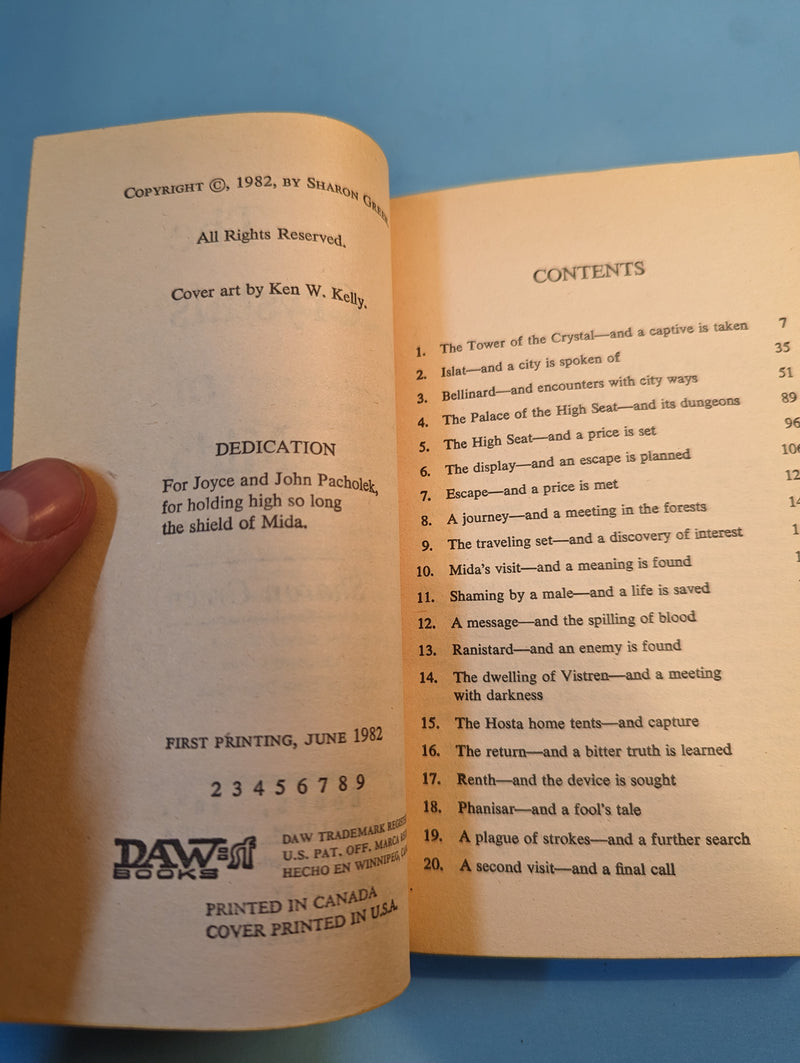 COPYRIGHT ©, 1982, BY SHARON GREEN
All Rights Reserved.
Cover art by Ken W. Kelly.
DEDICATION
For Joyce and John Pacholek,
for holding high so long
the shield of Mida.
FIRST PRINTING, JUNE 1982
2 3 4 5 6 7 8 9
DAW sf
BOOKS
DAW TRADEMARK
U.S. PAT. OFF. MARCA
HECHO EN WINNIPEG,
PRINTED IN CANADA
COVER PRINTED IN U.S.A.
CONTENTS
1. The Tower of the Crystal—and a captive is taken 7
2. Islat—and a city is spoken of 35
3. Bellinard—and encounters with city ways 51
4. The Palace of the High Seat—and its dungeons 89
5. The High Seat—and a price is set 96
6. The display—and an escape is planned
7. Escape—and a price is met
8. A journey—and a meeting in the forests
9. The traveling set—and a discovery of interest
10. Mida's visit—and a meaning is found
11. Shaming by a male—and a life is saved
12. A message—and the spilling of blood
13. Ranistard—and an enemy is found
14. The dwelling of Vistren—and a meeting
with darkness
15. The Hosta home tents—and capture
16. The return—and a bitter truth is learned
17. Renth—and the device is sought
18. Phanisar—and a fool's tale
19. A plague of strokes—and a further search
20. A second visit—and a final call